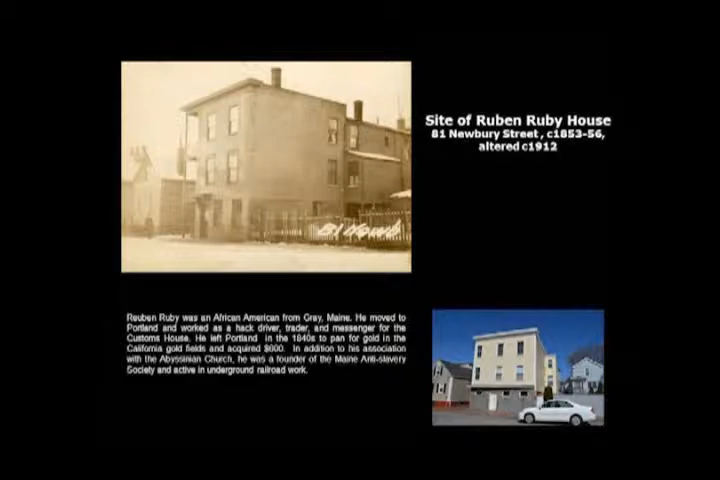 Site of Ruben Ruby House
81 Newbury Street, c1853-56,
altered c1912
Reuben Ruby was an African American from Gray, Maine. He moved to
Portland and worked as a hack driver, trader, and messenger for the
Customs House. He left Portland in the 1840s to pan for gold in the
California gold fields and acquired $600. In addition to his association
with the Abyssinian Church, he was a founder of the Maine Anti-slavery
Society and active in underground railroad work.